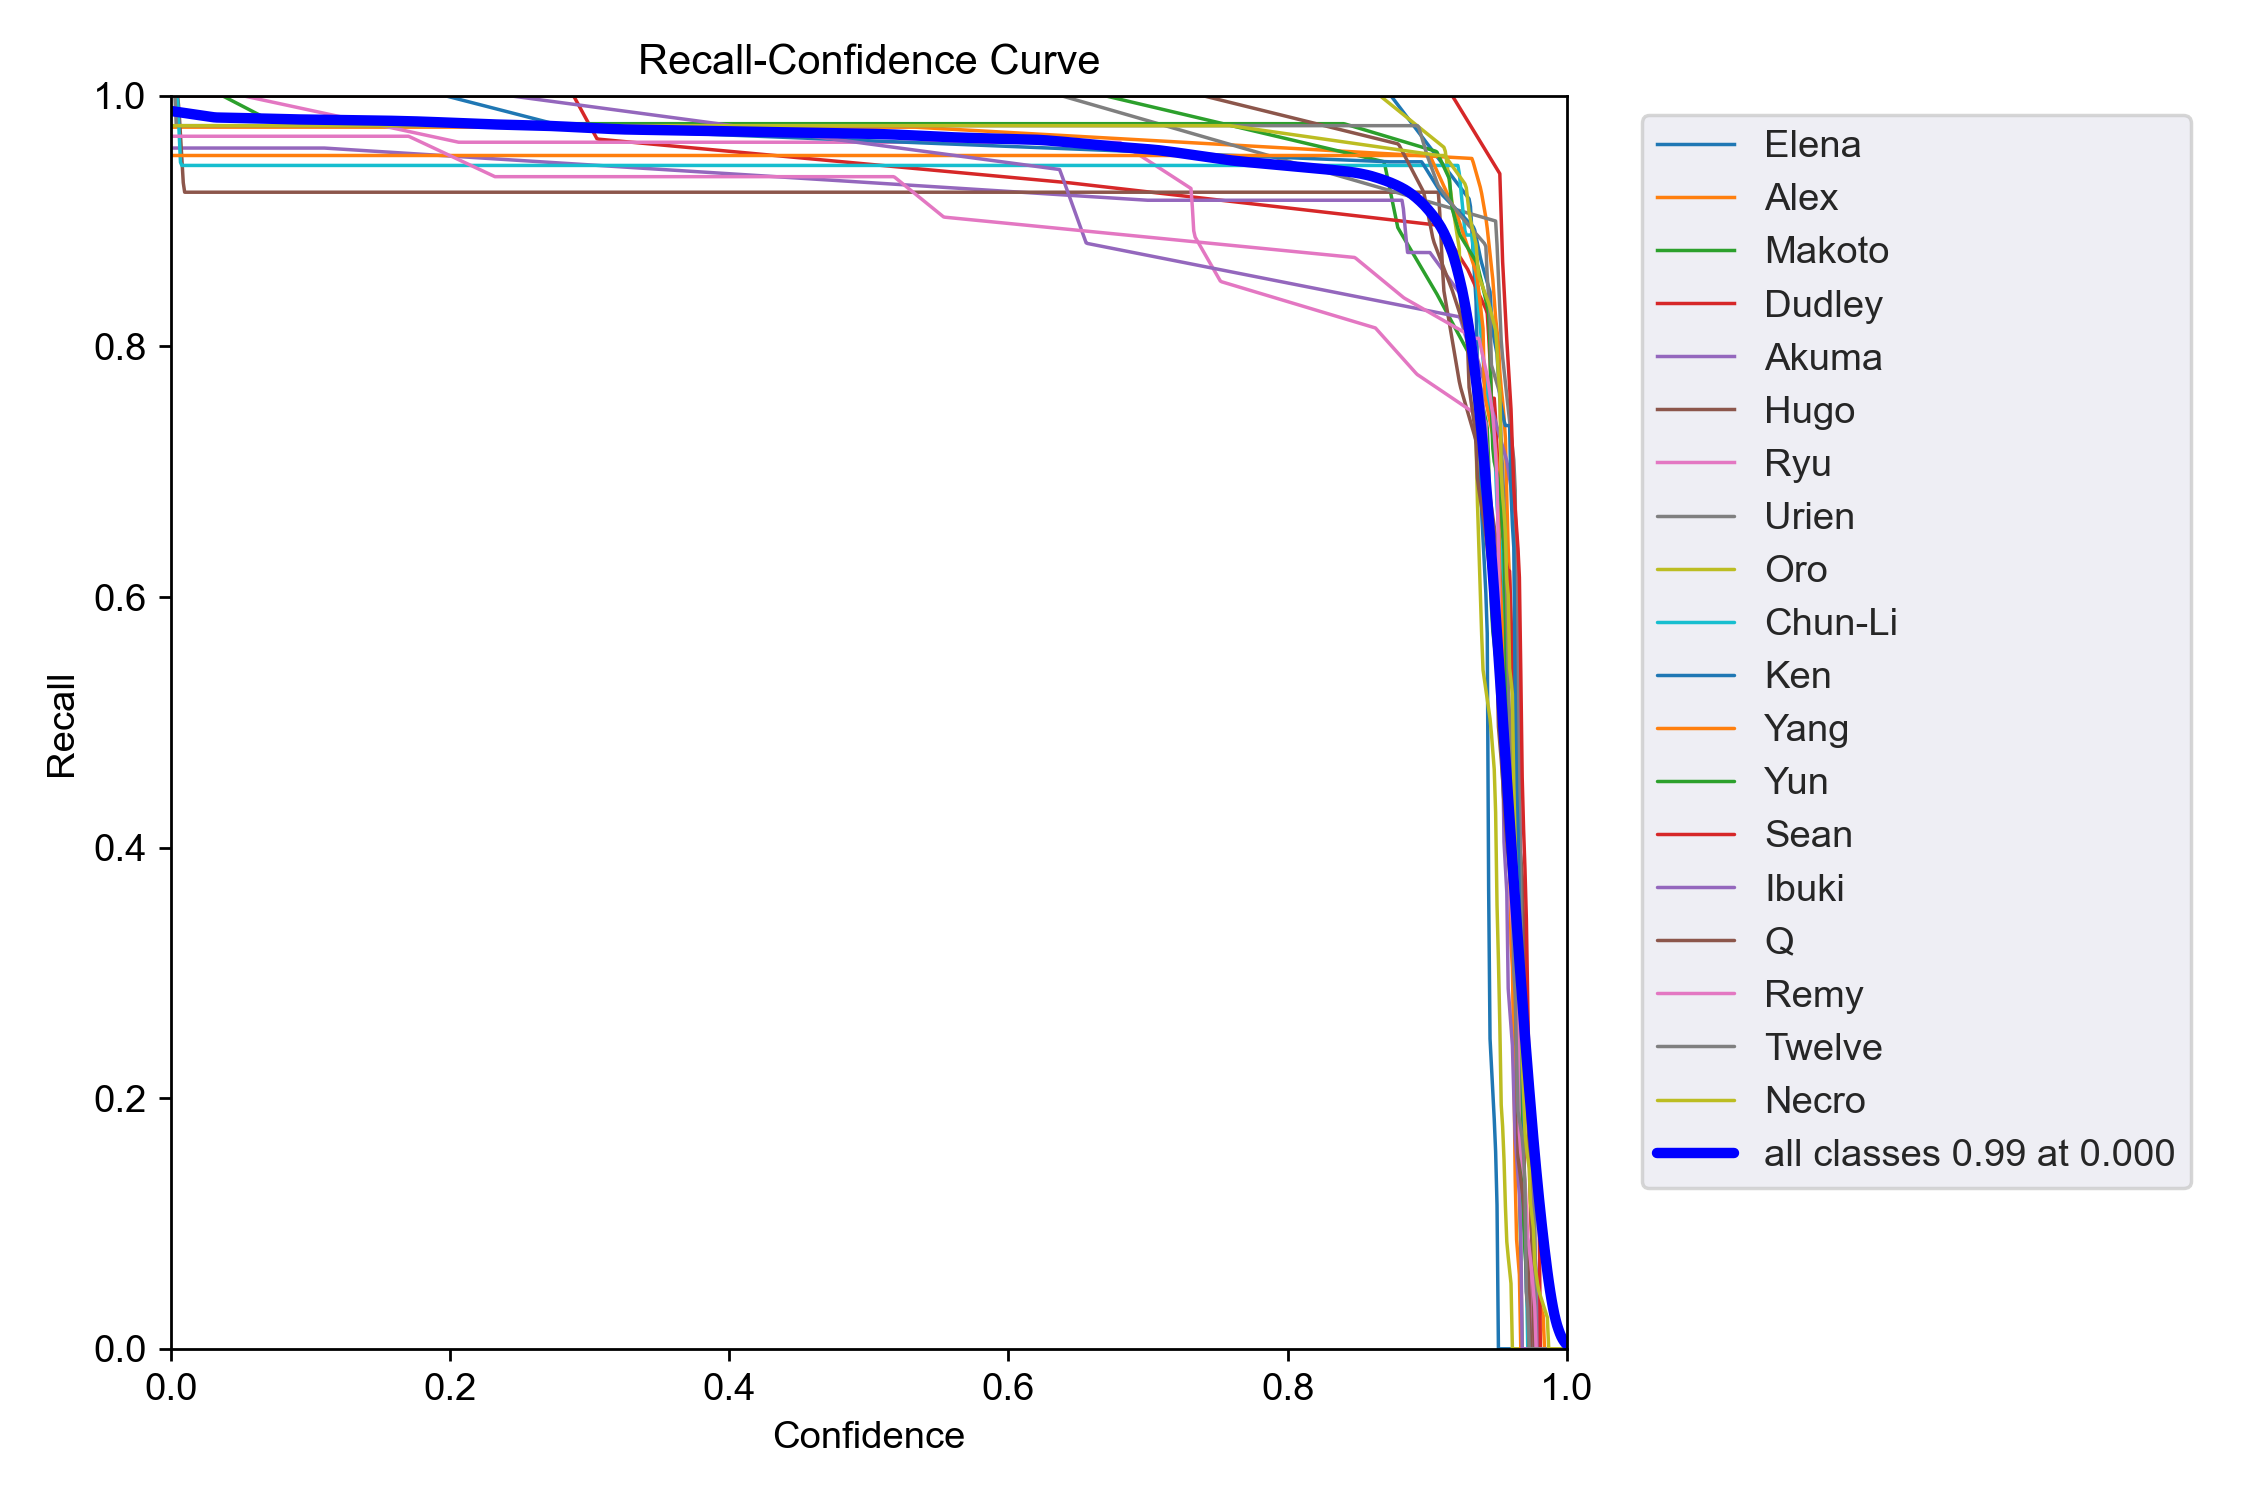 Recall-Confidence Curve
1.0
0.8
0.6
0.4
0.2
0.0
Recall
0.0 0.2 0.4 0.6 0.8 1.0
Confidence
Elena
Alex
Makoto
Dudley
Akuma
Hugo
Ryu
Urien
Oro
Chun-Li
Ken
Yang
Yun
Sean
Ibuki
Q
Remy
Twelve
Necro
all classes 0.99 at 0.000